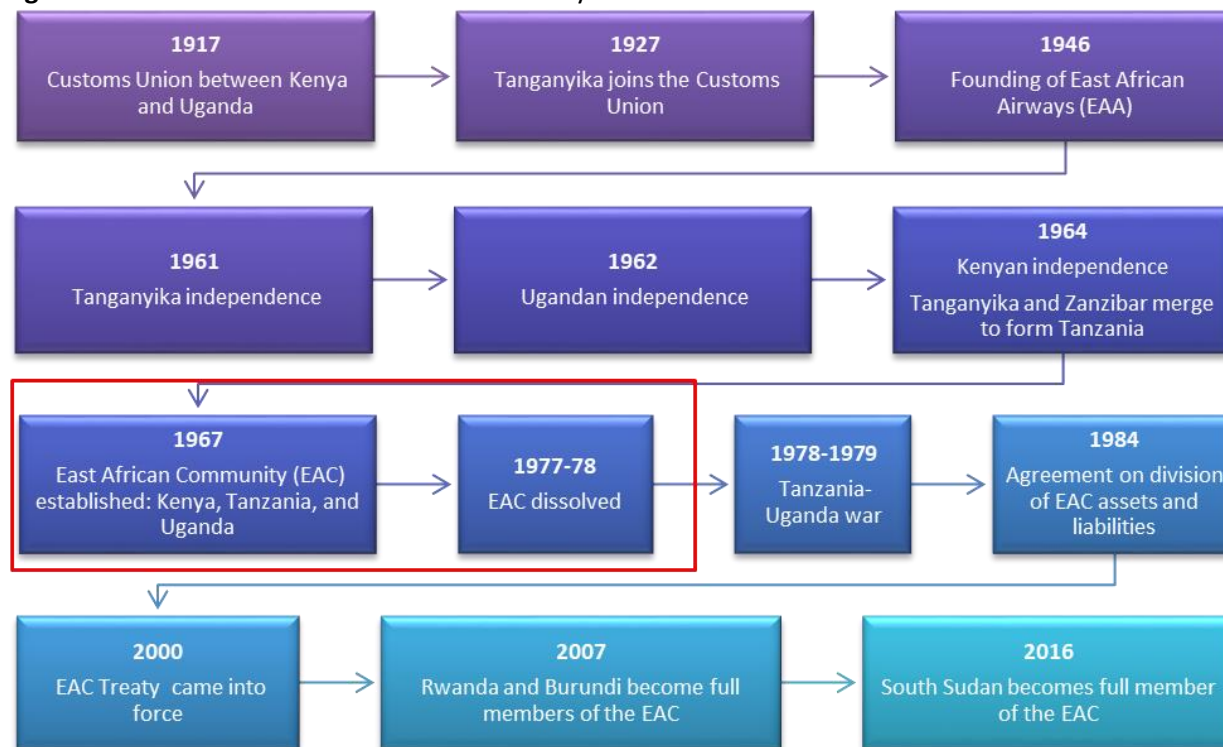 1917
Customs Union between Kenya
and Uganda
1927
Tanganyika joins the Customs
Union
1946
Founding of East African
Airways (EAA)
1961
Tanganyika independence
1962
Ugandan independence
1964
Kenyan independence
Tanganyika and Zanzibar merge
to form Tanzania
1967
East African Community (EAC)
established: Kenya, Tanzania, and
Uganda
1977-78
EAC dissolved
1978-1979
Tanzania-
Uganda war
1984
Agreement on division
of EAC assets and
liabilities
2000
EAC Treaty came into
force
2007
Rwanda and Burundi become full
members of the EAC
2016
South Sudan becomes full member
of the EAC